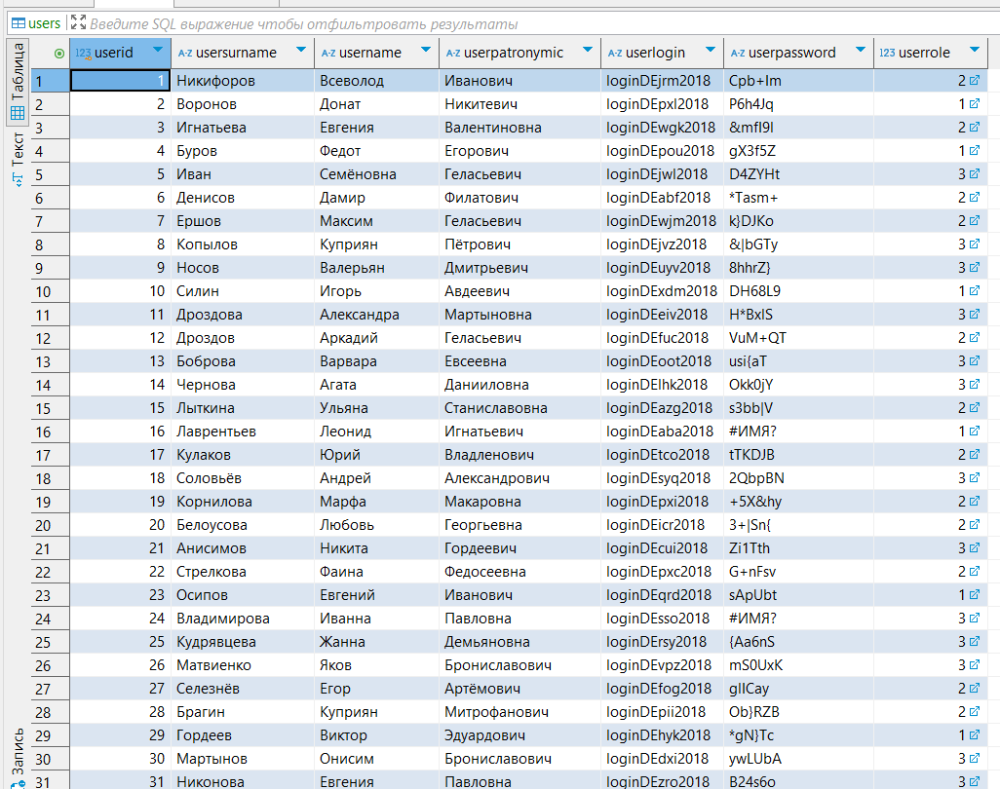 users Введите SQL выражение чтобы отфильтровать результаты
Таблица
Текст
Запись
123 userid A-Z usersurname A-Z username A-Z userpatronymic A-Z userlogin A-Z userpassword 123 userrole
1 1 Никифоров Всеволод Иванович loginDEjrm2018 Cpb+Im 2
2 2 Воронов Донат Никитевич loginDEpxl2018 P6h4Jq 1
3 3 Игнатьева Евгения Валентиновна loginDEwgk2018 &mfI9l 2
4 4 Буров Федот Егорович loginDEpou2018 gX3f5Z 1
5 5 Иван Семёновна Геласьевич loginDEjwl2018 D4ZYHt 3
6 6 Денисов Дамир Филатович loginDEabf2018 *Tasm+ 2
7 7 Ершов Максим Геласьевич loginDEwjm2018 k}DJKo 2
8 8 Копылов Куприян Пётрович loginDEjvz2018 &|bGTy 3
9 9 Носов Валерьян Дмитрьевич loginDEuyv2018 8hhrZ} 3
10 10 Силин Игорь Авдеевич loginDExdm2018 DH68L9 1
11 11 Дроздова Александра Мартыновна loginDEeiv2018 H*BxlS 3
12 12 Дроздов Аркадий Геласьевич loginDEfuc2018 VuM+QT 2
13 13 Боброва Варвара Евсеевна loginDEoot2018 usi{aT 3
14 14 Чернова Агата Данииловна loginDElhk2018 Okk0jY 3
15 15 Лыткина Ульяна Станиславовна loginDEazg2018 s3bb|V 2
16 16 Лаврентьев Леонид Игнатьевич loginDEaba2018 #ИМЯ? 1
17 17 Кулаков Юрий Владленович loginDEtco2018 tTKDJB 2
18 18 Соловьёв Андрей Александрович loginDEsyq2018 2QbpBN 3
19 19 Корнилова Марфа Макаровна loginDEpxi2018 +5X&hy 2
20 20 Белоусова Любовь Георгьевна loginDEicr2018 3+|Sn{ 2
21 21 Анисимов Никита Гордеевич loginDEcui2018 Zi1Tth 3
22 22 Стрелкова Фаина Федосеевна loginDEpxc2018 G+nFsv 2
23 23 Осипов Евгений Иванович loginDEqrd2018 sApUbt 1
24 24 Владимирова Иванна Павловна loginDEsso2018 #ИМЯ? 3
25 25 Кудрявцева Жанна Демьяновна loginDErsy2018 {Aa6nS 3
26 26 Матвиенко Яков Брониславович loginDEvpz2018 mS0UxK 3
27 27 Селезнёв Егор Артёмович loginDEfog2018 glICay 2
28 28 Брагин Куприян Митрофанович loginDEpii2018 Ob}RZB 2
29 29 Гордеев Виктор Эдуардович loginDEhyk2018 *gN}Tc 1
30 30 Мартынов Онисим Брониславович loginDEdxi2018 ywLUbA 3
31 31 Никонова Евгения Павловна loginDEzro2018 B24s6o 3